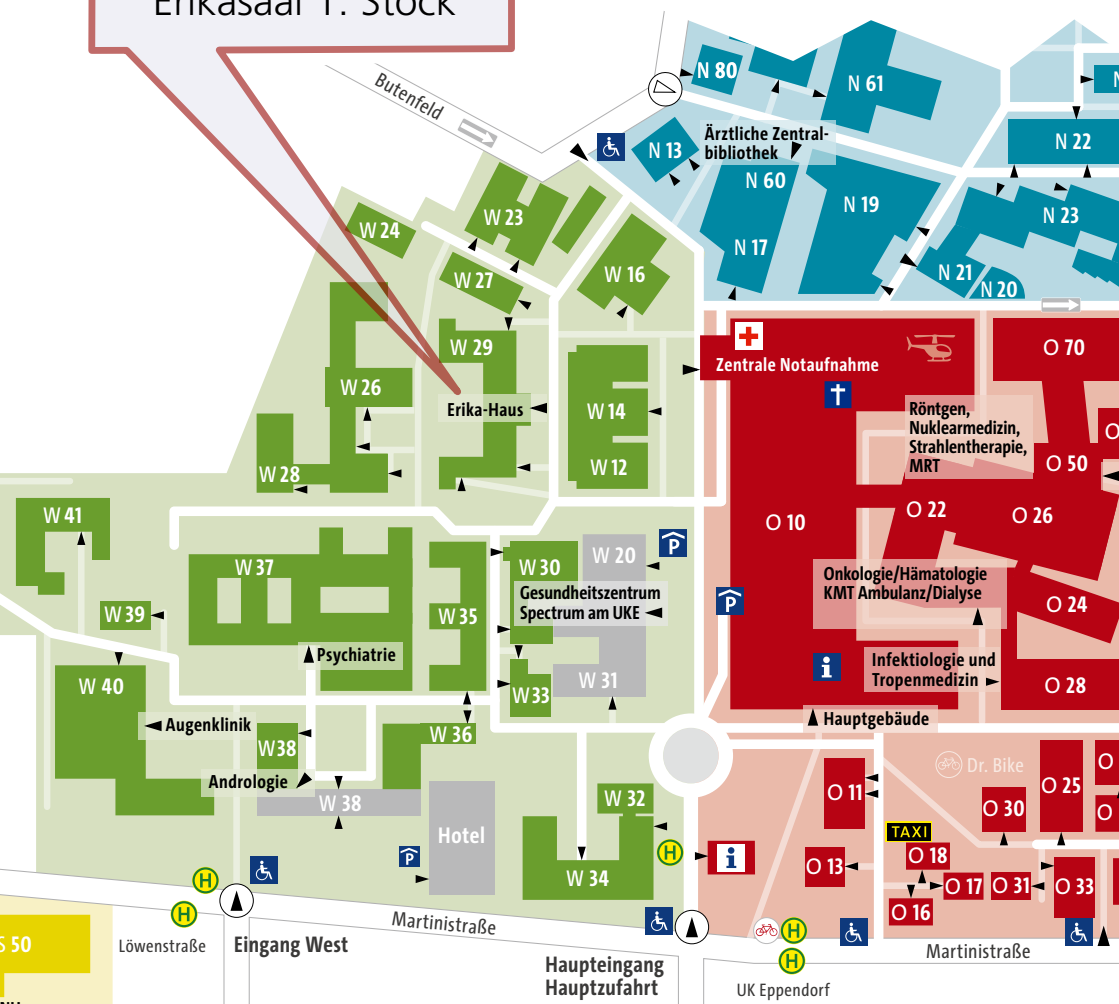 Erikasaal 1. Stock
Butenfeld
N 80
N 61
N 13
Ärztliche Zentral-
bibliothek
N 22
N 60
N 19
N 23
N 17
N 21
N 20
W 24
W 23
W 27
W 16
W 29
W 26
Erika-Haus
W 14
W 12
W 28
Zentrale Notaufnahme
O 70
Röntgen,
Nuklearmedizin,
Strahlentherapie,
MRT
O 50
O 10
O 22
O 26
W 41
W 37
W 39
W 35
W 30
W 20
P
Gesundheitszentrum
Spectrum am UKE
P
Onkologie/Hämatologie
KMT Ambulanz/Dialyse
O 24
Psychiatrie
W 40
W 33
W 31
i
Infektiologie und
Tropenmedizin
O 28
Augenklinik
W 38
W 36
Hauptgebäude
Andrologie
W 38
Hotel
W 32
O 11
Dr. Bike
O 25
O 30
TAXI
P
H
i
O 13
O 18
W 34
O 17
O 31
O 33
O 16
H
H
Löwenstraße
Eingang West
Martinistraße
H
H
Martinistraße
Haupteingang
Hauptzufahrt
UK Eppendorf
S 50